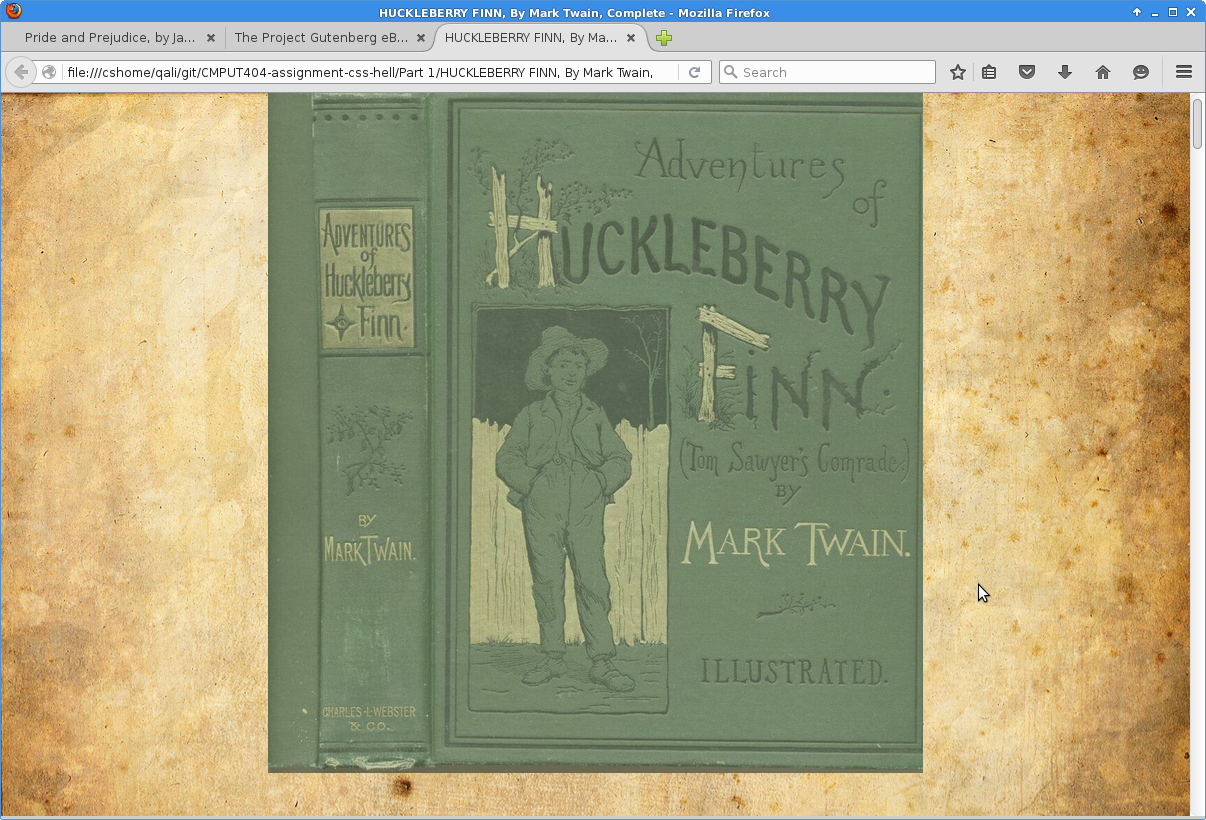 HUCKLEBERRY FINN, By Mark Twain, Complete - Mozilla Firefox
Pride and Prejudice, by Ja...
The Project Gutenberg eB...
HUCKLEBERRY FINN, By Ma...
file:///cshome/qali/git/CMPUT404-assignment-css-hell/Part 1/HUCKLEBERRY FINN, By Mark Twain,
Search
ADVENTURES
of
Huckleberry
Finn.
BY
MARK TWAIN.
CHARLES·L·WEBSTER
& CO.
Adventures
of
HUCKLEBERRY
FINN.
(Tom Sawyer's Comrade.)
BY
MARK TWAIN.
ILLUSTRATED.